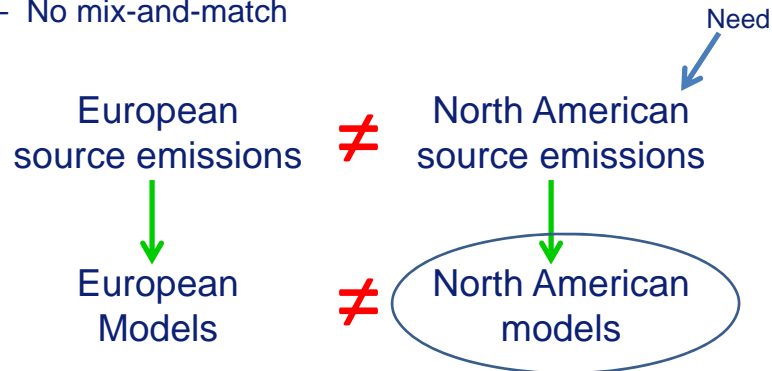 – No mix-and-match
Need
European
source emissions
≠
North American
source emissions
European
Models
≠
North American
models